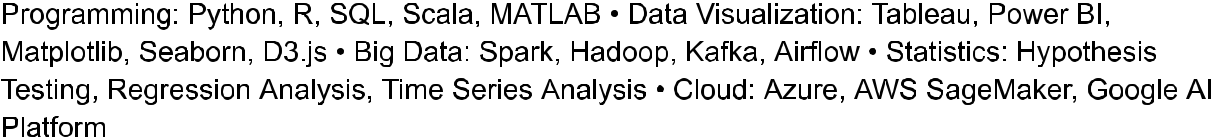 Programming: Python, R, SQL, Scala, MATLAB • Data Visualization: Tableau, Power BI,
Matplotlib, Seaborn, D3.js • Big Data: Spark, Hadoop, Kafka, Airflow • Statistics: Hypothesis
Testing, Regression Analysis, Time Series Analysis • Cloud: Azure, AWS SageMaker, Google AI
Platform